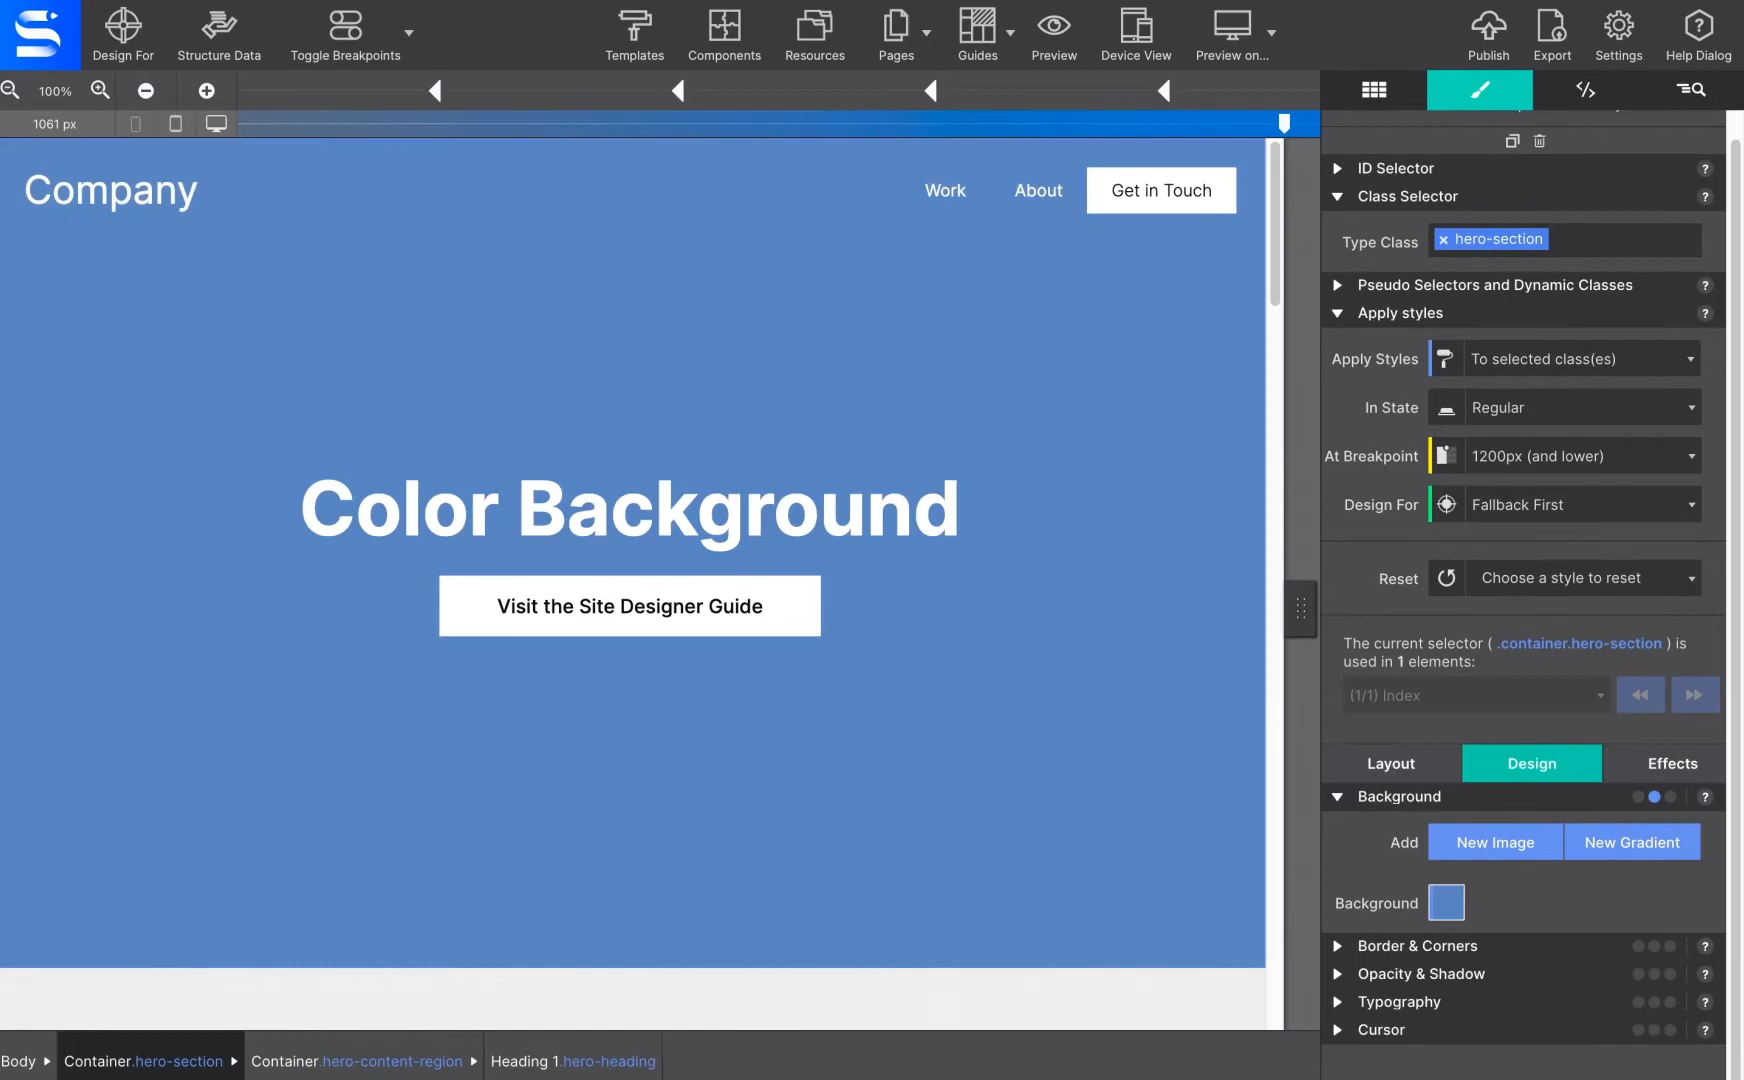 Design For
Structure Data
Toggle Breakpoints
Templates
Components
Resources
Pages
Guides
Preview
Device View
Preview on...
Publish
Export
Settings
Help Dialog
100%
1061 px
Company
Work
About
Get in Touch
Color Background
Visit the Site Designer Guide
ID Selector
?
Class Selector
?
Type Class
× hero-section
Pseudo Selectors and Dynamic Classes
?
Apply styles
?
Apply Styles
To selected class(es)
In State
Regular
At Breakpoint
1200px (and lower)
Design For
Fallback First
Reset
Choose a style to reset
The current selector ( .container.hero-section ) is
used in 1 elements:
(1/1) Index
Layout
Design
Effects
Background
?
Add
New Image
New Gradient
Background
Border & Corners
?
Opacity & Shadow
?
Typography
?
Cursor
?
Body
Container.hero-section
Container.hero-content-region
Heading 1.hero-heading